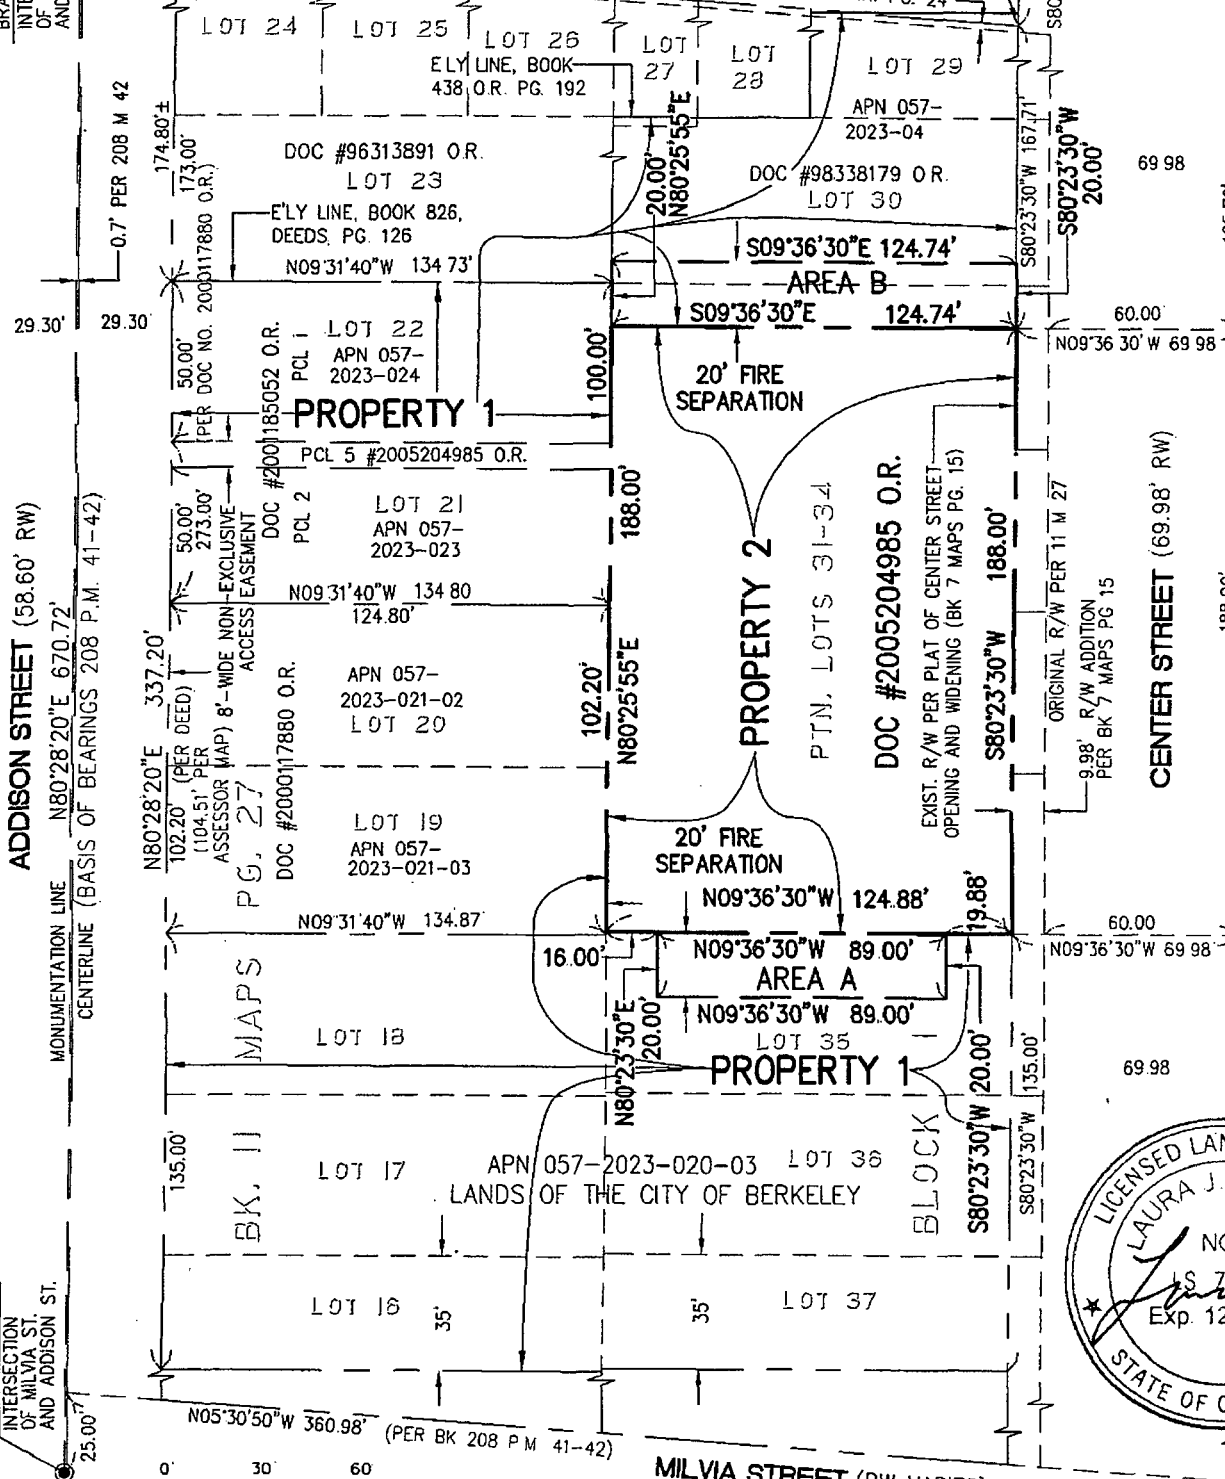 INTE
OF
AND
LOT 24
LOT 25
LOT 26
LOT
27
LOT
28
LOT 29
E'LY LINE, BOOK
438 O.R. PG. 192
APN 057-
2023-04
0.7' PER 208 M 42
174.80'±
173.00'
DOC #96313891 O.R.
LOT 23
DOC #98338179 O.R.
LOT 30
20.00'
N80°25'55"E
S80°23'30"W 167.71'
S80°23'30"W
20.00'
69.98
E'LY LINE, BOOK 826,
DEEDS, PG. 126
N09°31'40"W 134.73'
S09°36'30"E 124.74'
AREA B
S09°36'30"E 124.74'
29.30'
29.30'
50.00'
(PER DOC NO. 2000117880 O.R.)
LOT 22
APN 057-
2023-024
PCL 1
DOC #2001185052 O.R.
100.00'
20' FIRE
SEPARATION
60.00'
N09°36'30"W 69.98
PROPERTY 1
PCL 5 #2005204985 O.R.
PCL 2
LOT 21
APN 057-
2023-023
50.00'
273.00'
188.00'
N09°31'40"W 134.80
124.80'
8'-WIDE NON-EXCLUSIVE
ACCESS EASEMENT
PROPERTY 2
PTN. LOTS 31-34
DOC #2005204985 O.R.
EXIST. R/W PER PLAT OF CENTER STREET
OPENING AND WIDENING (BK 7 MAPS PG. 15)
188.00'
S80°23'30"W
ORIGINAL R/W PER 11 M 27
9.98' R/W ADDITION
PER BK 7 MAPS PG 15
CENTER STREET (69.98' RW)
188.00'
ADDISON STREET (58.60' RW)
N80°28'20"E 670.72'
MONUMENTATION LINE
CENTERLINE (BASIS OF BEARINGS 208 P.M. 41-42)
N80°28'20"E 337.20'
102.20' (PER DEED)
(104.51' PER
ASSESSOR MAP)
APN 057-
2023-021-02
LOT 20
DOC #2000117880 O.R.
102.20'
N80°25'55"E
LOT 19
APN 057-
2023-021-03
20' FIRE
SEPARATION
N09°36'30"W 124.88'
19.88'
N09°31'40"W 134.87'
16.00'
N09°36'30"W 89.00'
AREA A
N09°36'30"W 89.00'
60.00
N09°36'30"W 69.98
N80°23'30"E
20.00'
LOT 18
LOT 35
PROPERTY 1
S80°23'30"W 20.00'
S80°23'30"W
135.00'
69.98
BK. 11 MAPS PG. 27
BLOCK 1
135.00'
LOT 17
APN 057-2023-020-03
LOT 36
LANDS OF THE CITY OF BERKELEY
LOT 16
35'
35'
LOT 37
LICENSED LAN
LAURA J.
NO
LS 7
Exp. 12
STATE OF
INTERSECTION
OF MILVIA ST.
AND ADDISON ST.
25.00'
N05°30'50"W 360.98' (PER BK 208 P M 41-42)
0' 30' 60'
MILVIA STREET